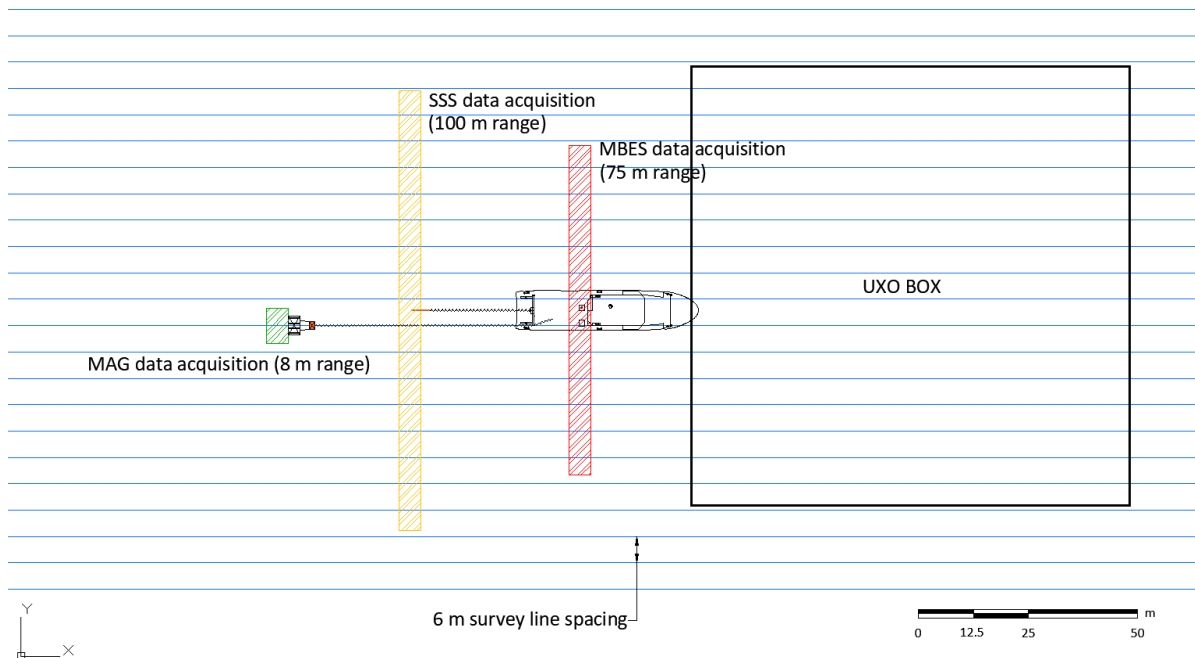 SSS data acquisition
(100 m range)
MBES data acquisition
(75 m range)
UXO BOX
MAG data acquisition (8 m range)
6 m survey line spacing
Y
X
m
0 12.5 25 50